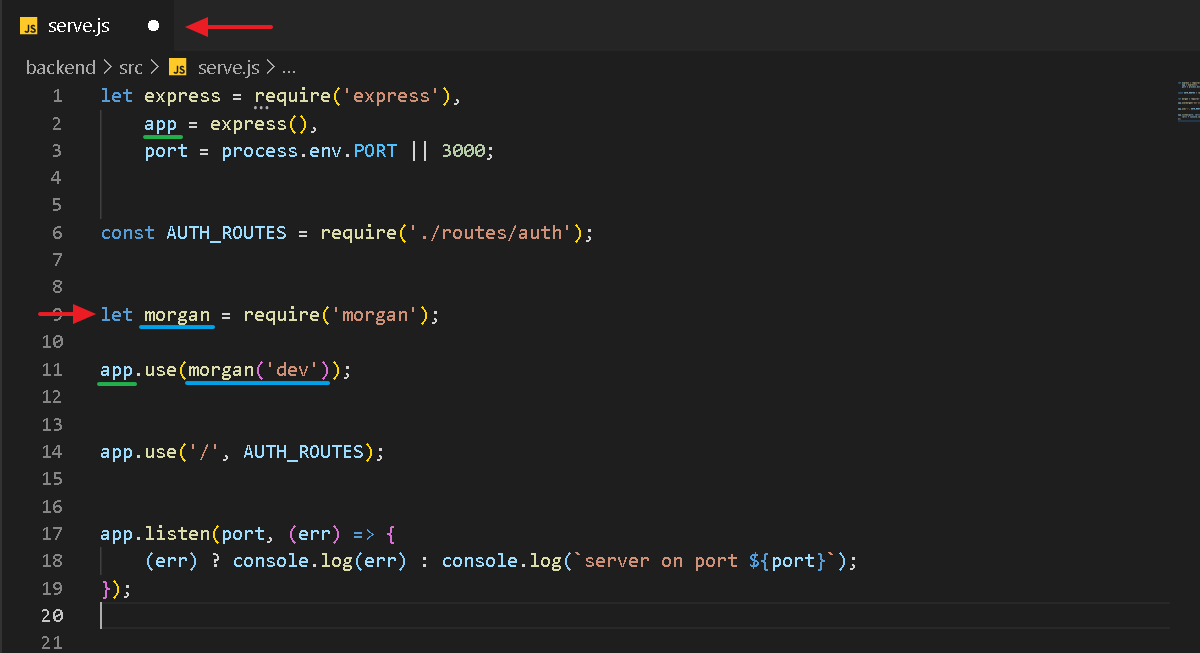 JS serve.js
backend > src > JS serve.js > ...
1 let express = require('express'),
2     app = express(),
3     port = process.env.PORT || 3000;
4
5
6 const AUTH_ROUTES = require('./routes/auth');
7
8
9 let morgan = require('morgan');
10
11 app.use(morgan('dev'));
12
13
14 app.use('/', AUTH_ROUTES);
15
16
17 app.listen(port, (err) => {
18     (err) ? console.log(err) : console.log(`server on port ${port}`);
19 });
20
21